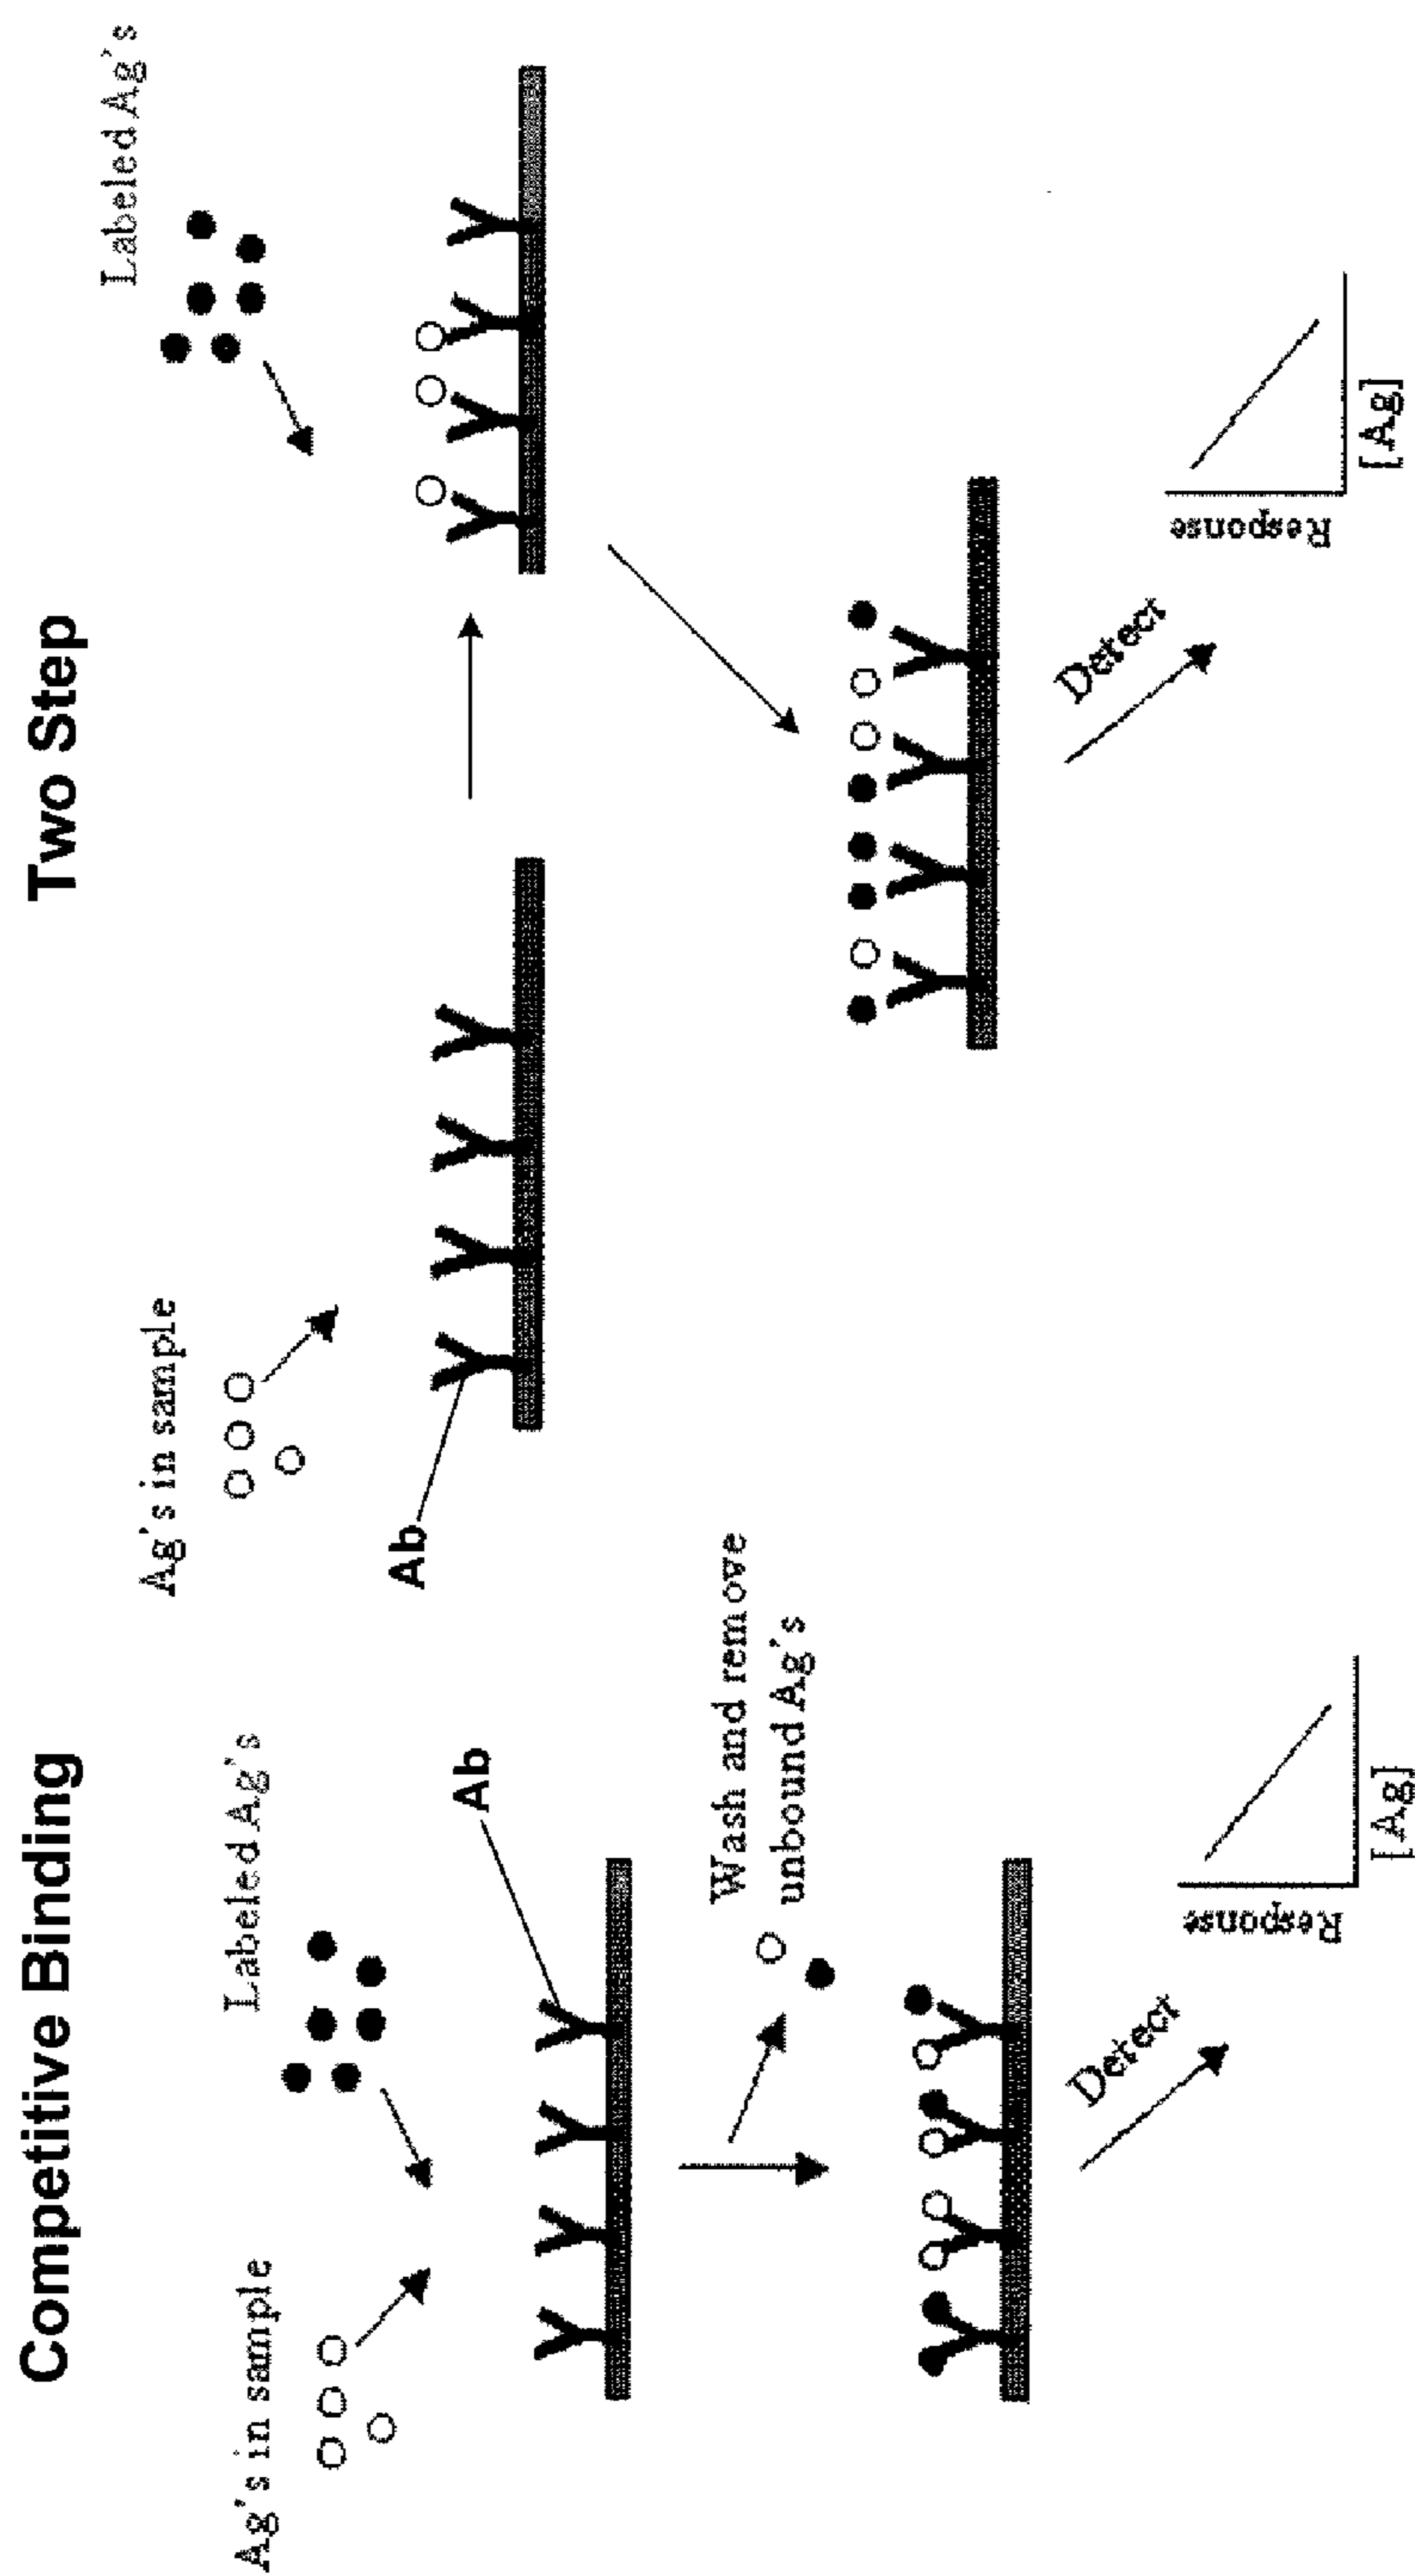 Competitive Binding
Ag's in sample
Labeled Ag's
Ab
Wash and remove
unbound Ag's
Detect
Response
[Ag]
Two Step
Ag's in sample
Ab
Labeled Ag's
Detect
Response
[Ag]